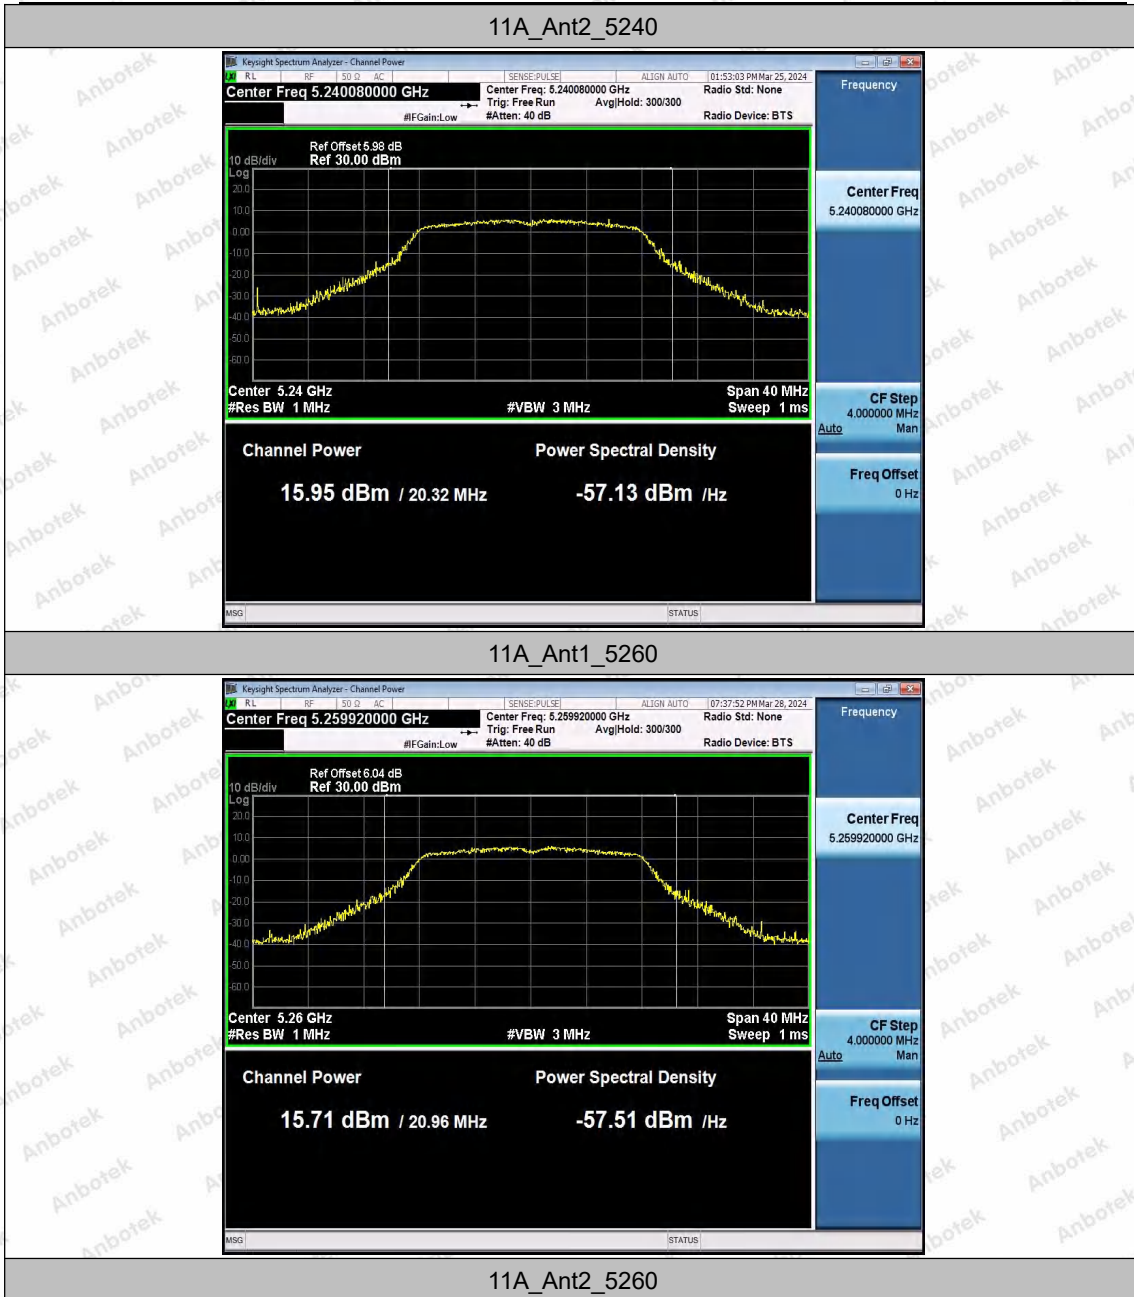 11A_Ant2_5240
Keysight Spectrum Analyzer - Channel Power
LXI RL RF 50 Ω AC SENSE:PULSE ALIGN AUTO 01:53:03 PM Mar 25, 2024
Center Freq 5.240080000 GHz
Center Freq: 5.240080000 GHz Radio Std: None
Trig: Free Run Avg|Hold: 300/300
#IFGain:Low #Atten: 40 dB Radio Device: BTS
Frequency
Ref Offset 5.98 dB
10 dB/div Ref 30.00 dBm
Log
20.0
10.0
0.00
-10.0
-20.0
-30.0
-40.0
-50.0
-60.0
Center Freq
5.240080000 GHz
Center 5.24 GHz Span 40 MHz
#Res BW 1 MHz #VBW 3 MHz Sweep 1 ms
CF Step
4.000000 MHz
Auto Man
Channel Power Power Spectral Density
15.95 dBm / 20.32 MHz -57.13 dBm /Hz
Freq Offset
0 Hz
MSG STATUS
11A_Ant1_5260
Keysight Spectrum Analyzer - Channel Power
LXI RL RF 50 Ω AC SENSE:PULSE ALIGN AUTO 07:37:52 PM Mar 28, 2024
Center Freq 5.259920000 GHz
Center Freq: 5.259920000 GHz Radio Std: None
Trig: Free Run Avg|Hold: 300/300
#IFGain:Low #Atten: 40 dB Radio Device: BTS
Frequency
Ref Offset 6.04 dB
10 dB/div Ref 30.00 dBm
Log
20.0
10.0
0.00
-10.0
-20.0
-30.0
-40.0
-50.0
-60.0
Center Freq
5.259920000 GHz
Center 5.26 GHz Span 40 MHz
#Res BW 1 MHz #VBW 3 MHz Sweep 1 ms
CF Step
4.000000 MHz
Auto Man
Channel Power Power Spectral Density
15.71 dBm / 20.96 MHz -57.51 dBm /Hz
Freq Offset
0 Hz
MSG STATUS
11A_Ant2_5260
Anbotek